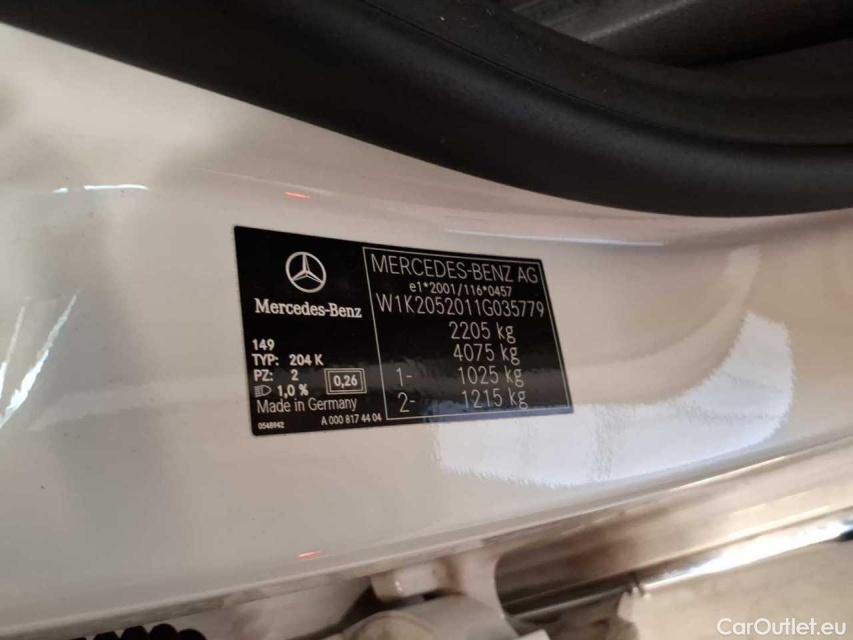 MERCEDES-BENZ AG
e1*2001/116*0457
W1K2052011G035779
2205 kg
4075 kg
1- 1025 kg
2- 1215 kg
Mercedes-Benz
149
TYP: 204 K
PZ: 2
0,26
1,0 %
Made in Germany
0548942
A 000 817 44 04
CarOutlet.eu